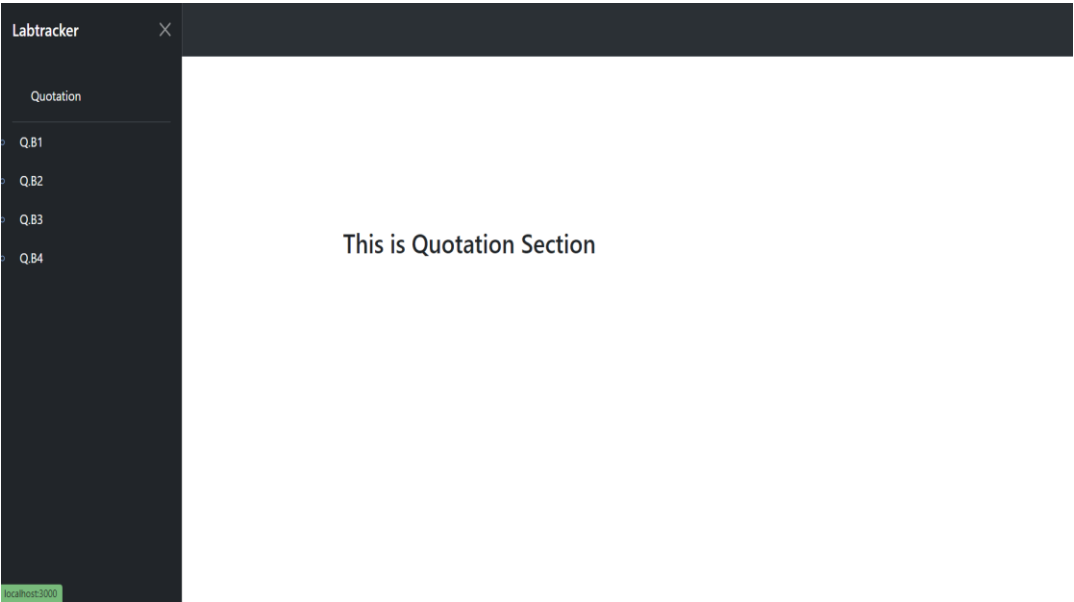 Labtracker
Quotation
Q.B1
Q.B2
Q.B3
Q.B4
This is Quotation Section
localhost:3000